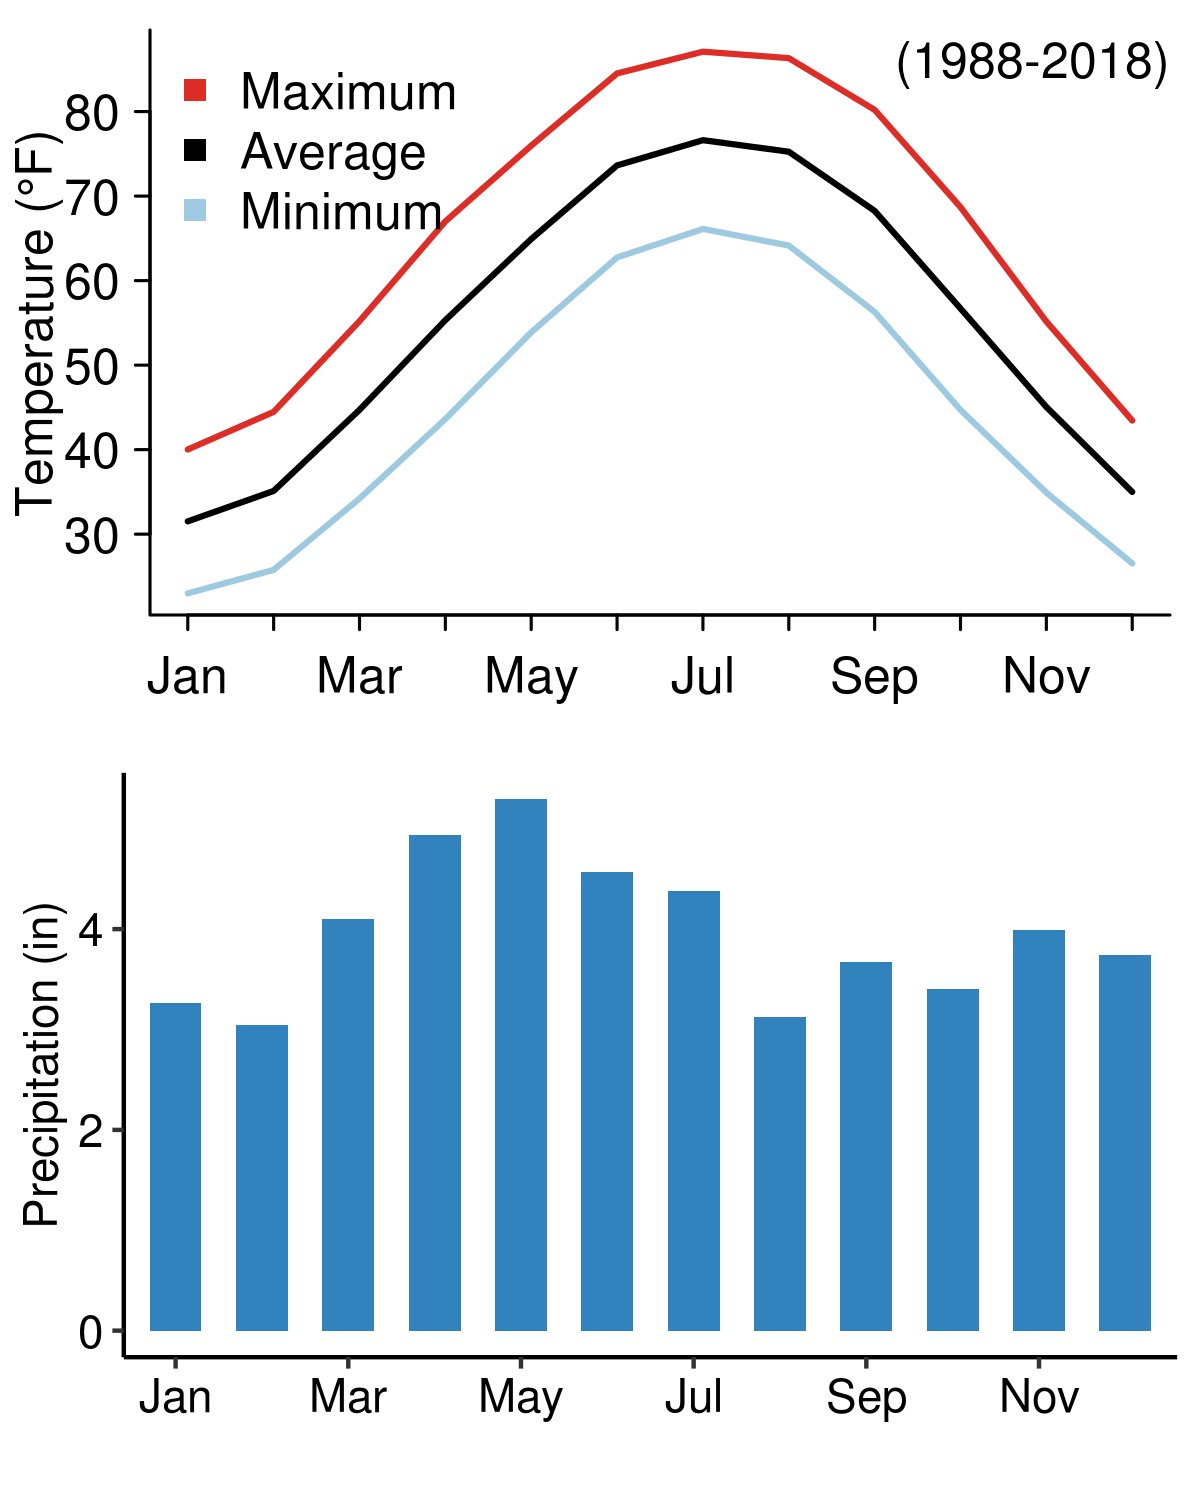 (1988-2018)
Maximum
Average
Minimum
Temperature (°F)
80
70
60
50
40
30
Jan Mar May Jul Sep Nov
Precipitation (in)
4
2
0
Jan Mar May Jul Sep Nov